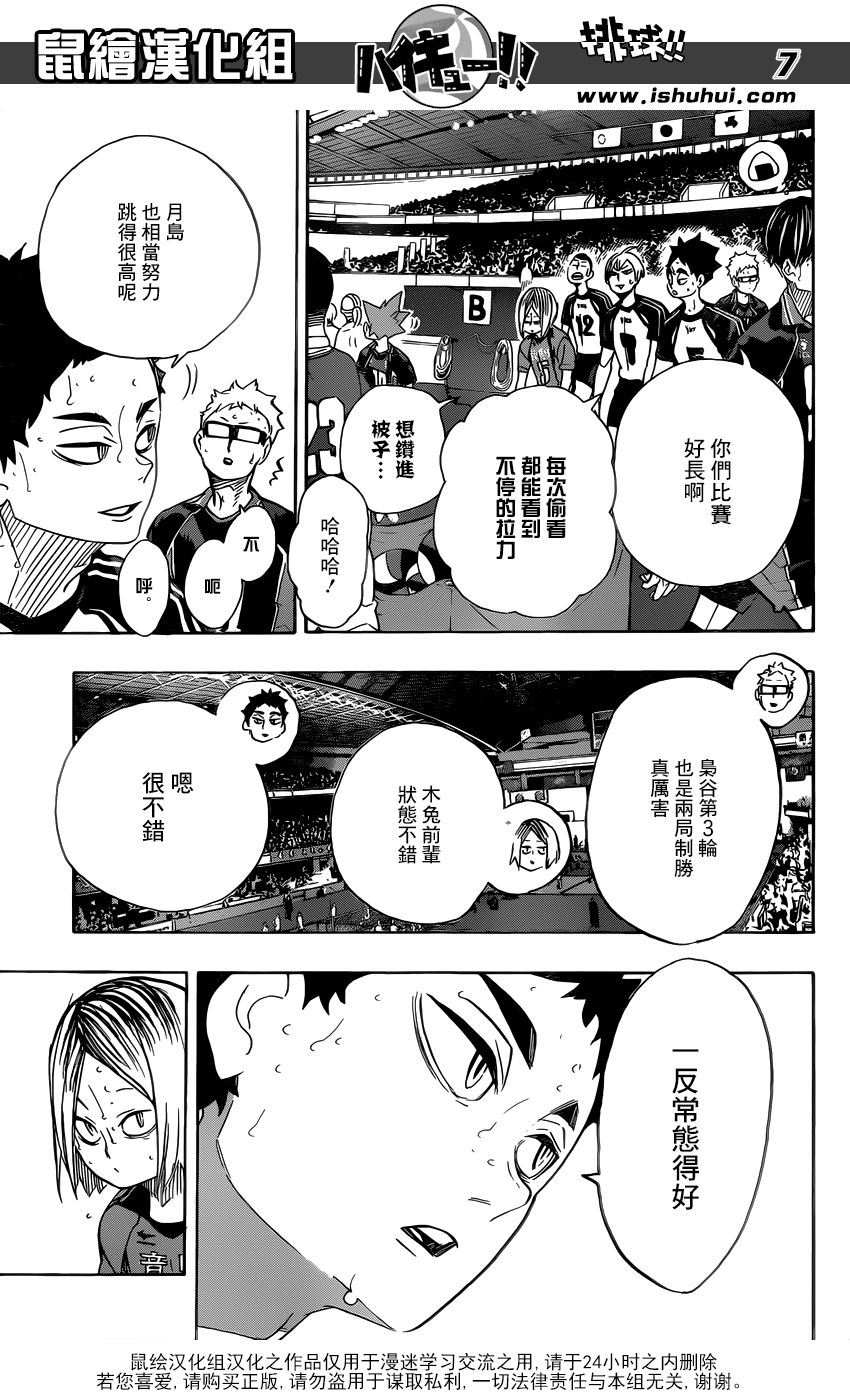 鼠繪漢化組
ハイキュー!!
排球!!
7
www.ishuhui.com
B
12
你們比賽
好長啊
每次偷看
都能看到
不停的拉力
想鑽進
被子…
哈哈哈!
月島
也相當努力
跳得很高呢
不
呃
呼。
梟谷第3輪
也是兩局制勝
真厲害
木兔前輩
狀態不錯
嗯
很不錯
一反常態得好
音
鼠绘汉化组汉化之作品仅用于漫迷学习交流之用, 请于24小时之内删除
若您喜爱, 请购买正版, 请勿盗用于谋取私利, 一切法律责任与本组无关, 谢谢。